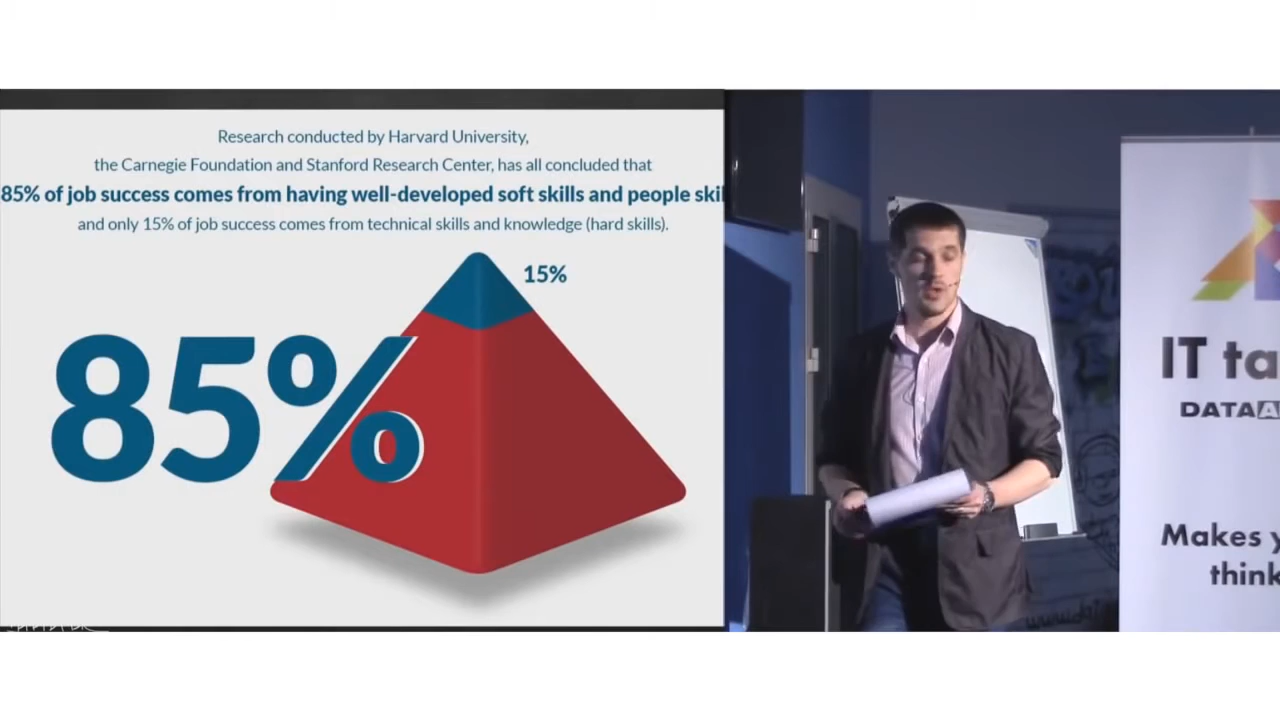 Research conducted by Harvard University,
the Carnegie Foundation and Stanford Research Center, has all concluded that
85% of job success comes from having well-developed soft skills and people skil
and only 15% of job success comes from technical skills and knowledge (hard skills).
15%
85%
IT ta
DATAA
Makes y
think